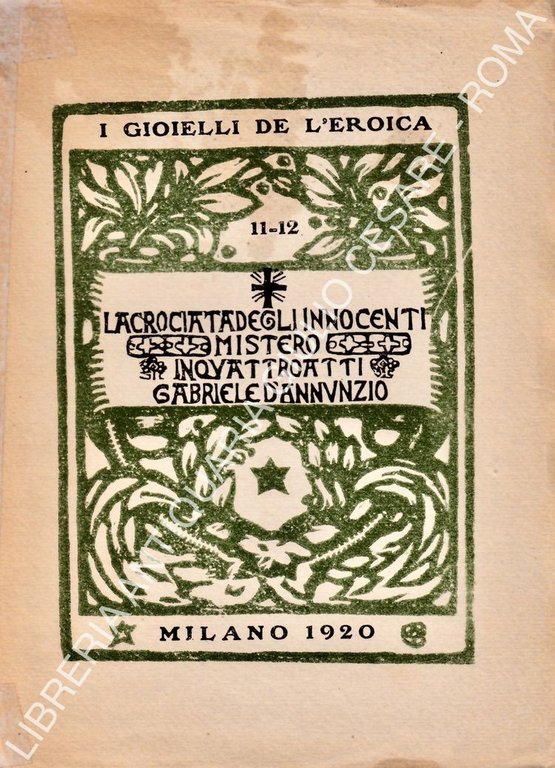 I GIOIELLI DE L'EROICA
11-12
LA CROCIATA DEGLI INNOCENTI
MISTERO
IN QVATTRO ATTI
GABRIELE D'ANNVNZIO
MILANO 1920
LIBRERIA ANTIQUARIA GIULIO CESARE - ROMA